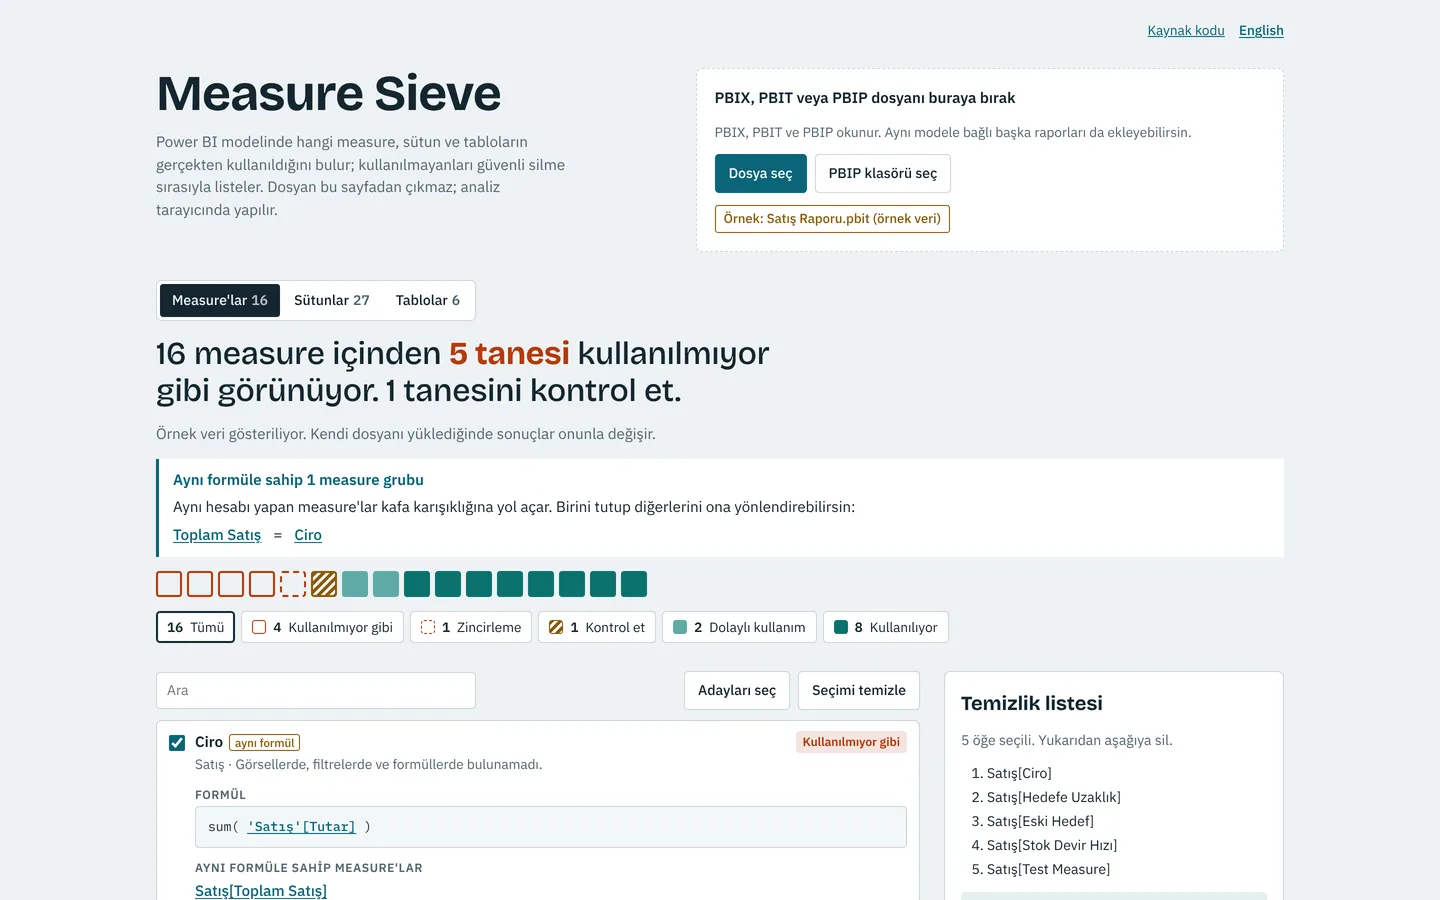 Kaynak kodu English
Measure Sieve
Power BI modelinde hangi measure, sütun ve tabloların
gerçekten kullanıldığını bulur; kullanılmayanları güvenli silme
sırasıyla listeler. Dosyan bu sayfadan çıkmaz; analiz
tarayıcında yapılır.
PBIX, PBIT veya PBIP dosyanı buraya bırak
PBIX, PBIT ve PBIP okunur. Aynı modele bağlı başka raporları da ekleyebilirsin.
Dosya seç PBIP klasörü seç
Örnek: Satış Raporu.pbit (örnek veri)
Measure'lar 16 Sütunlar 27 Tablolar 6
16 measure içinden 5 tanesi kullanılmıyor
gibi görünüyor. 1 tanesini kontrol et.
Örnek veri gösteriliyor. Kendi dosyanı yüklediğinde sonuçlar onunla değişir.
Aynı formüle sahip 1 measure grubu
Aynı hesabı yapan measure'lar kafa karışıklığına yol açar. Birini tutup diğerlerini ona yönlendirebilirsin:
Toplam Satış = Ciro
16 Tümü 4 Kullanılmıyor gibi 1 Zincirleme 1 Kontrol et 2 Dolaylı kullanım 8 Kullanılıyor
Ara
Adayları seç Seçimi temizle
Ciro aynı formül Kullanılmıyor gibi
Satış · Görsellerde, filtrelerde ve formüllerde bulunamadı.
FORMÜL
sum( 'Satış'[Tutar] )
AYNI FORMÜLE SAHİP MEASURE'LAR
Satış[Toplam Satış]
Temizlik listesi
5 öğe seçili. Yukarıdan aşağıya sil.
1. Satış[Ciro]
2. Satış[Hedefe Uzaklık]
3. Satış[Eski Hedef]
4. Satış[Stok Devir Hızı]
5. Satış[Test Measure]